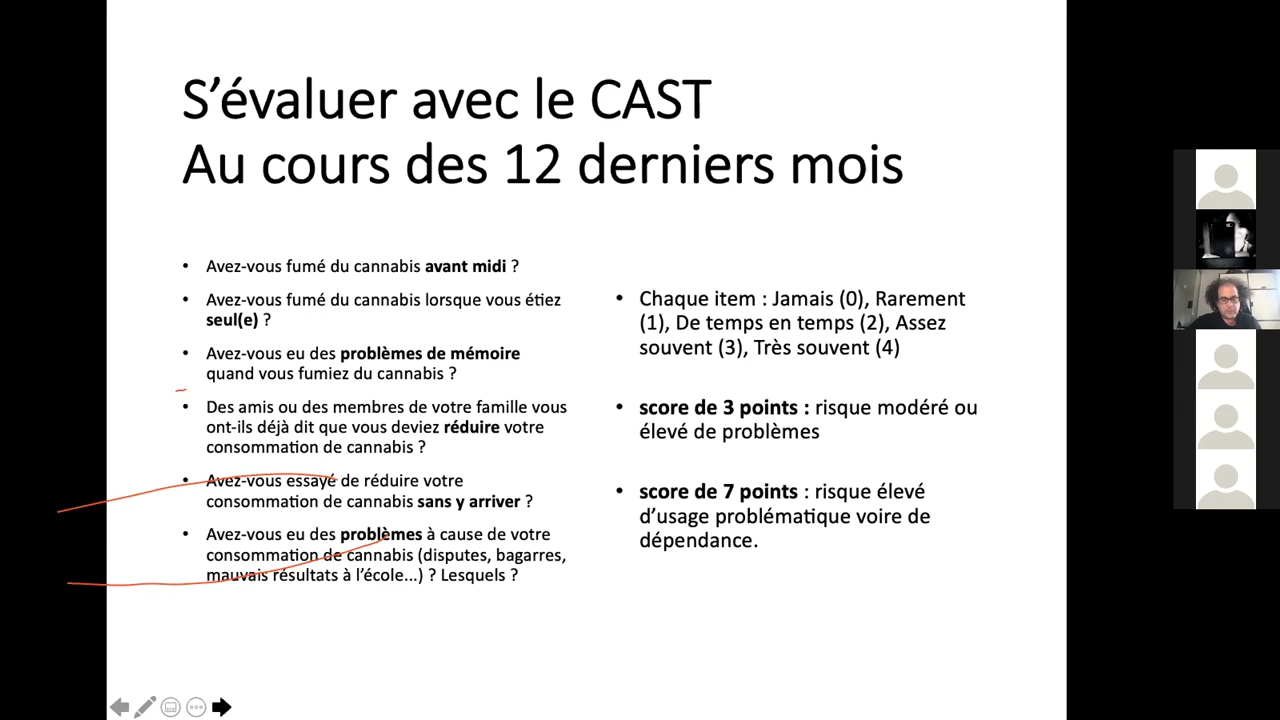 S’évaluer avec le CAST
Au cours des 12 derniers mois
• Avez-vous fumé du cannabis avant midi ?
• Avez-vous fumé du cannabis lorsque vous étiez
seul(e) ?
• Avez-vous eu des problèmes de mémoire
quand vous fumiez du cannabis ?
• Des amis ou des membres de votre famille vous
ont-ils déjà dit que vous deviez réduire votre
consommation de cannabis ?
• Avez-vous essayé de réduire votre
consommation de cannabis sans y arriver ?
• Avez-vous eu des problèmes à cause de votre
consommation de cannabis (disputes, bagarres,
mauvais résultats à l’école...) ? Lesquels ?
• Chaque item : Jamais (0), Rarement
(1), De temps en temps (2), Assez
souvent (3), Très souvent (4)
• score de 3 points : risque modéré ou
élevé de problèmes
• score de 7 points : risque élevé
d’usage problématique voire de
dépendance.